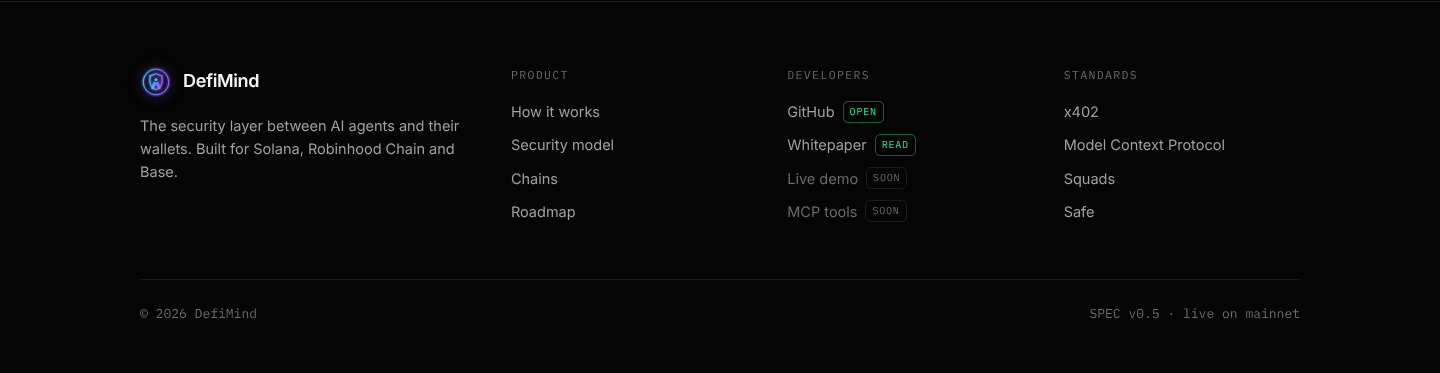 DefiMind
The security layer between AI agents and their
wallets. Built for Solana, Robinhood Chain and
Base.
PRODUCT
How it works
Security model
Chains
Roadmap
DEVELOPERS
GitHub OPEN
Whitepaper READ
Live demo SOON
MCP tools SOON
STANDARDS
x402
Model Context Protocol
Squads
Safe
© 2026 DefiMind
SPEC v0.5 · live on mainnet